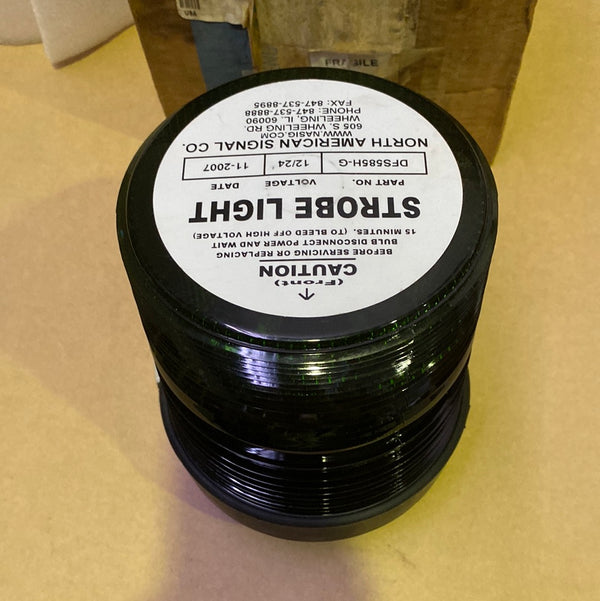 (Front)
CAUTION
BEFORE SERVICING OR REPLACING
BULB DISCONNECT POWER AND WAIT
15 MINUTES. (TO BLEED OFF HIGH VOLTAGE)
STROBE LIGHT
PART NO. VOLTAGE DATE
DFS585H-G 12/24 11-2007
NORTH AMERICAN SIGNAL CO.
WWW.NASIG.COM
605 S. WHEELING RD.
WHEELING, IL. 60090
PHONE: 847-537-8888
FAX: 847-537-8895
FRAGILE